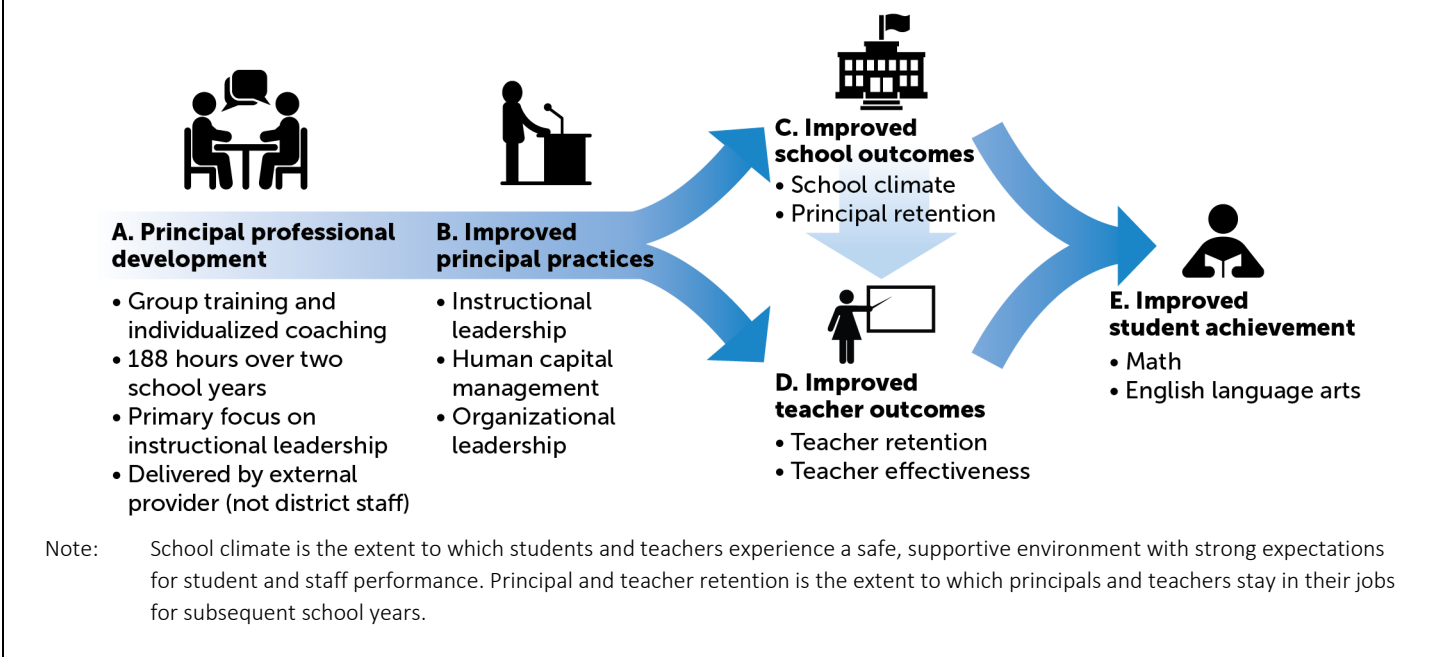 A. Principal professional
development
• Group training and
individualized coaching
• 188 hours over two
school years
• Primary focus on
instructional leadership
• Delivered by external
provider (not district staff)
B. Improved
principal practices
• Instructional
leadership
• Human capital
management
• Organizational
leadership
C. Improved
school outcomes
• School climate
• Principal retention
D. Improved
teacher outcomes
• Teacher retention
• Teacher effectiveness
E. Improved
student achievement
• Math
• English language arts
Note: School climate is the extent to which students and teachers experience a safe, supportive environment with strong expectations
for student and staff performance. Principal and teacher retention is the extent to which principals and teachers stay in their jobs
for subsequent school years.